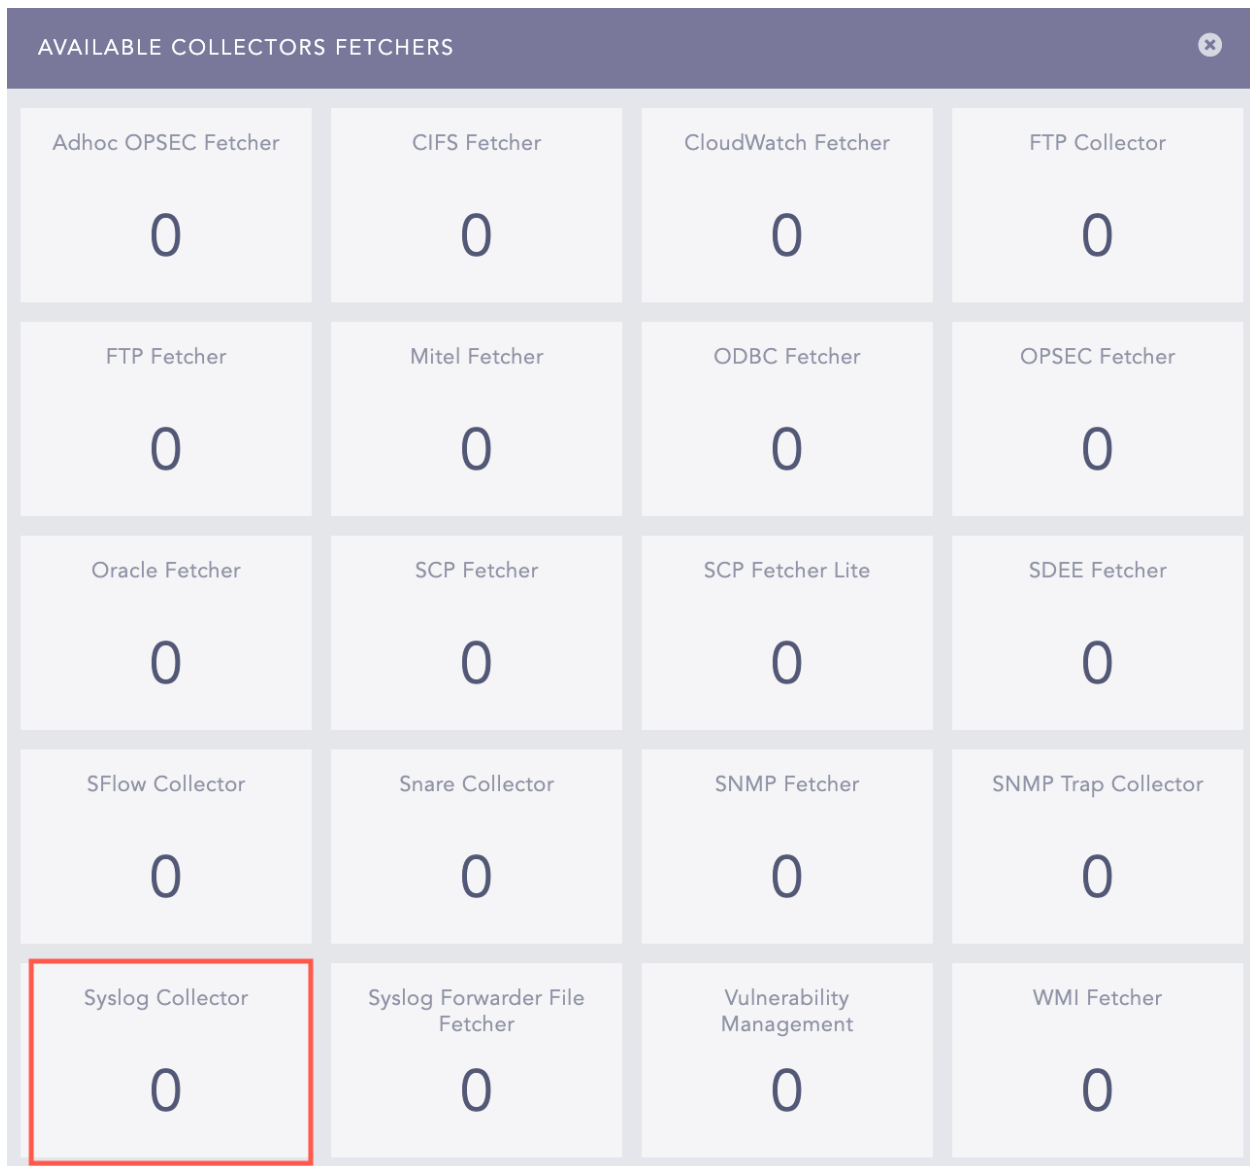 AVAILABLE COLLECTORS FETCHERS
Adhoc OPSEC Fetcher
0
CIFS Fetcher
0
CloudWatch Fetcher
0
FTP Collector
0
FTP Fetcher
0
Mitel Fetcher
0
ODBC Fetcher
0
OPSEC Fetcher
0
Oracle Fetcher
0
SCP Fetcher
0
SCP Fetcher Lite
0
SDEE Fetcher
0
SFlow Collector
0
Snare Collector
0
SNMP Fetcher
0
SNMP Trap Collector
0
Syslog Collector
0
Syslog Forwarder File
Fetcher
0
Vulnerability
Management
0
WMI Fetcher
0